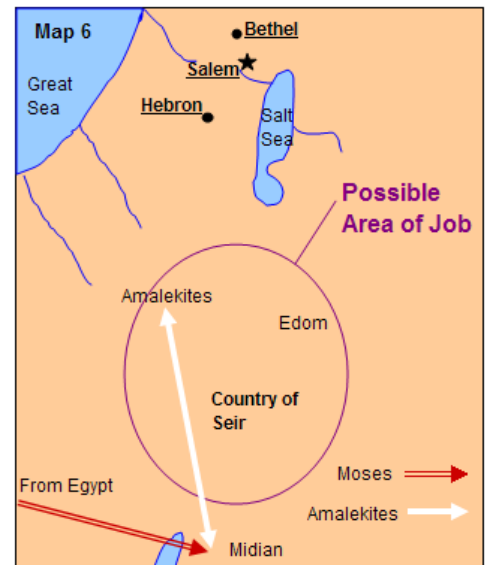 Map 6
Great
Sea
Bethel
Salem
Hebron
Salt
Sea
Possible
Area of Job
Amalekites
Edom
Country of
Seir
From Egypt
Moses
Amalekites
Midian